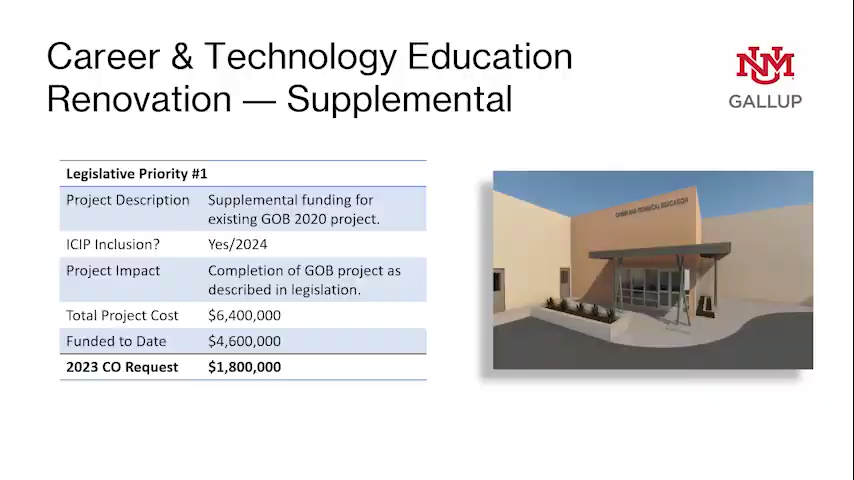 Career & Technology Education
Renovation — Supplemental
UNM
GALLUP
Legislative Priority #1
Project Description Supplemental funding for
existing GOB 2020 project.
ICIP Inclusion? Yes/2024
Project Impact Completion of GOB project as
described in legislation.
Total Project Cost $6,400,000
Funded to Date $4,600,000
2023 CO Request $1,800,000
CAREER AND TECHNICAL EDUCATION